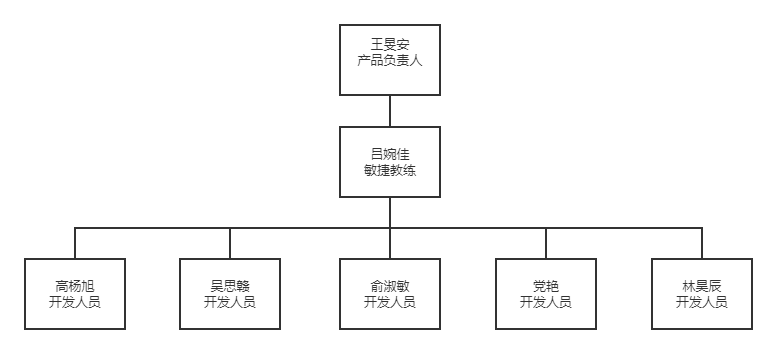 王旻安
产品负责人
吕婉佳
敏捷教练
高杨旭
开发人员
吴思赣
开发人员
俞淑敏
开发人员
党艳
开发人员
林昊辰
开发人员